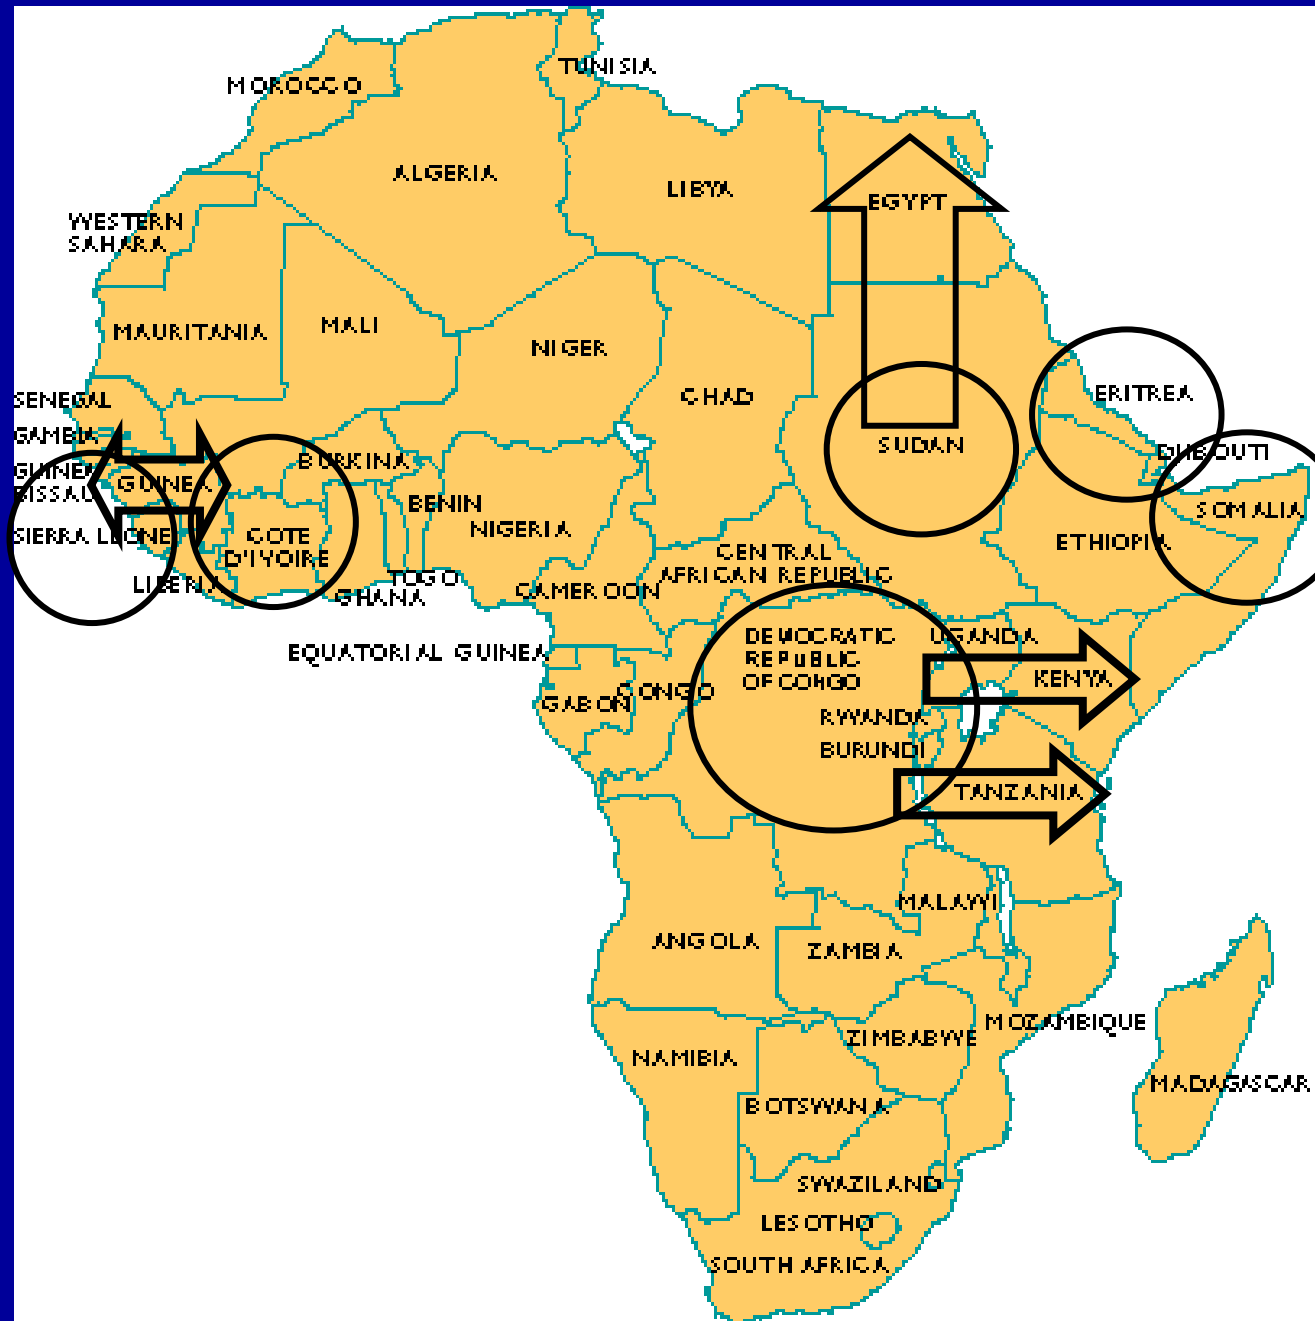 TUNISIA
MOROCCO
ALGERIA
LIBYA
EGYPT
WESTERN
SAHARA
MAURITANIA
MALI
NIGER
CHAD
ERITREA
SENEGAL
GAMBIA
SUDAN
DJIBOUTI
BURKINA
GUINEA
BISSAU
GUINEA
BENIN
NIGERIA
SOMALIA
SIERRA LEONE
COTE
D'IVOIRE
ETHIOPIA
CENTRAL
AFRICAN REPUBLIC
LIBERIA
TOGO
GHANA
CAMEROON
EQUATORIAL GUINEA
DEMOCRATIC
REPUBLIC
OF CONGO
UGANDA
KENYA
GABON
CONGO
RWANDA
BURUNDI
TANZANIA
MALAWI
ANGOLA
ZAMBIA
MOZAMBIQUE
ZIMBABWE
NAMIBIA
MADAGASCAR
BOTSWANA
SWAZILAND
LESOTHO
SOUTH AFRICA